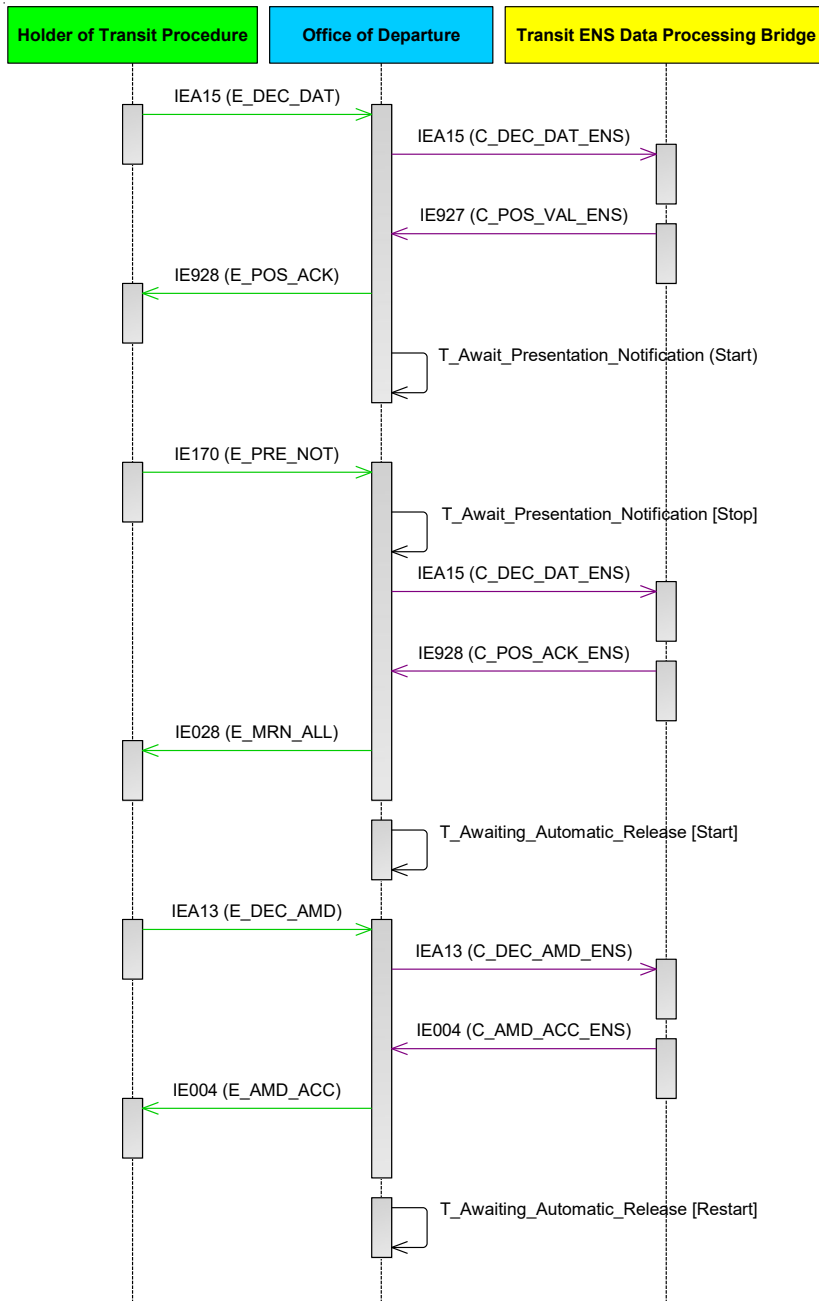 Holder of Transit Procedure
Office of Departure
Transit ENS Data Processing Bridge
IEA15 (E_DEC_DAT)
IEA15 (C_DEC_DAT_ENS)
IE927 (C_POS_VAL_ENS)
IE928 (E_POS_ACK)
T_Await_Presentation_Notification (Start)
IE170 (E_PRE_NOT)
T_Await_Presentation_Notification [Stop]
IEA15 (C_DEC_DAT_ENS)
IE928 (C_POS_ACK_ENS)
IE028 (E_MRN_ALL)
T_Awaiting_Automatic_Release [Start]
IEA13 (E_DEC_AMD)
IEA13 (C_DEC_AMD_ENS)
IE004 (C_AMD_ACC_ENS)
IE004 (E_AMD_ACC)
T_Awaiting_Automatic_Release [Restart]